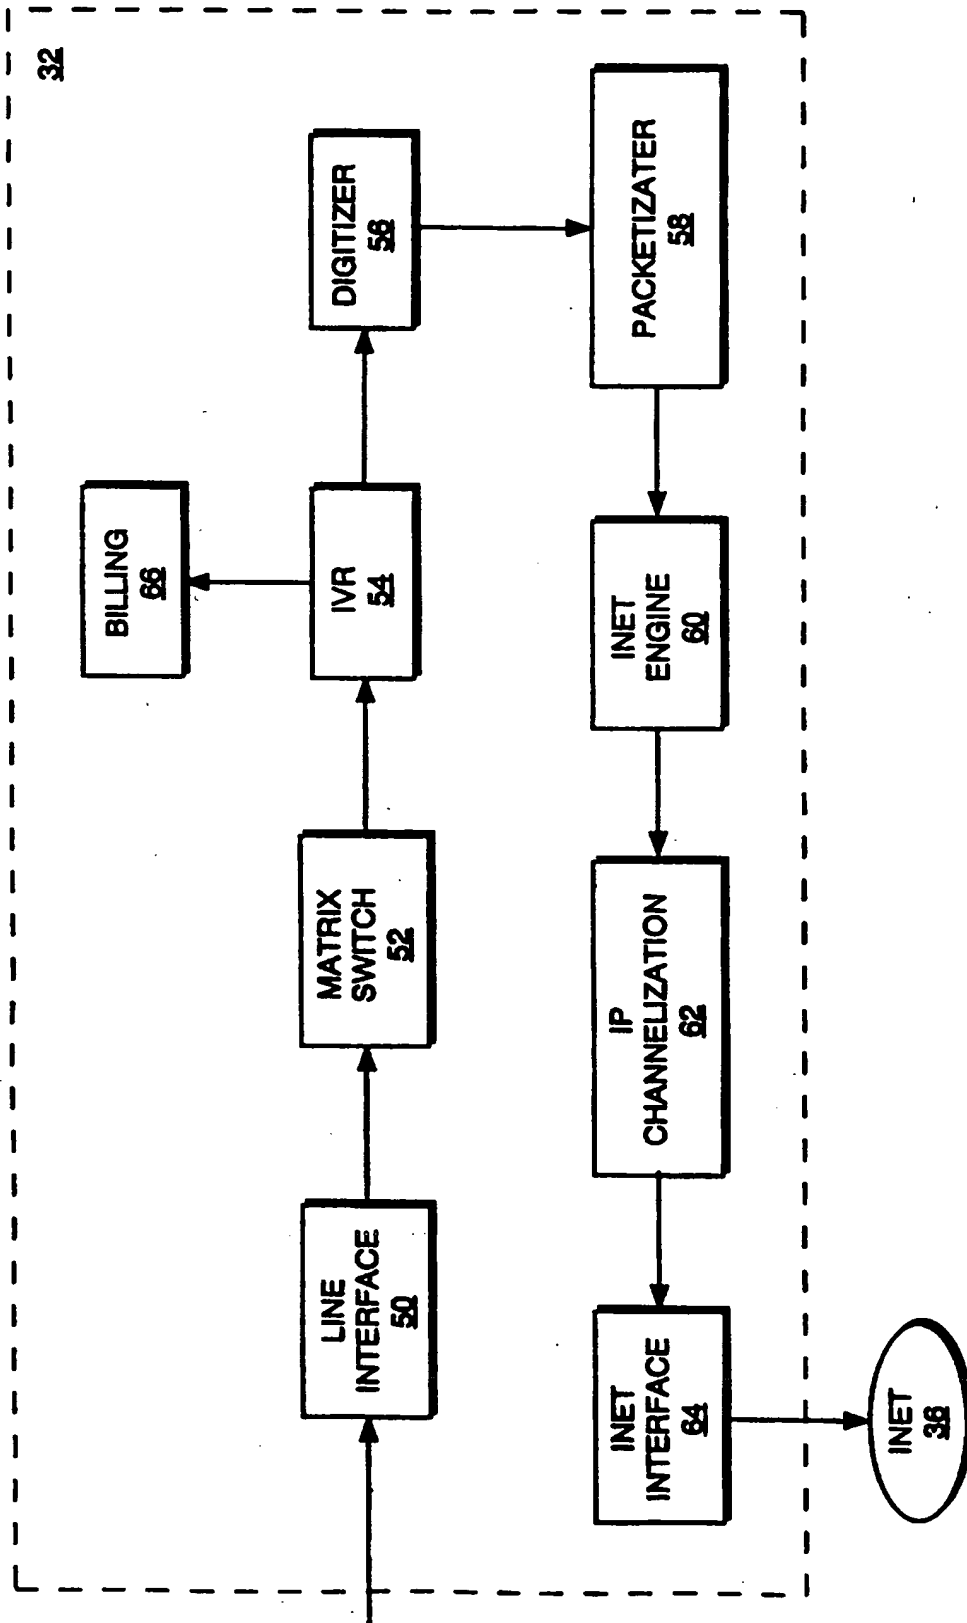 32
BILLING
66
LINE
INTERFACE
50
MATRIX
SWITCH
52
IVR
54
DIGITIZER
56
INET
INTERFACE
64
IP
CHANNELIZATION
62
INET
ENGINE
60
PACKETIZATER
58
INET
36